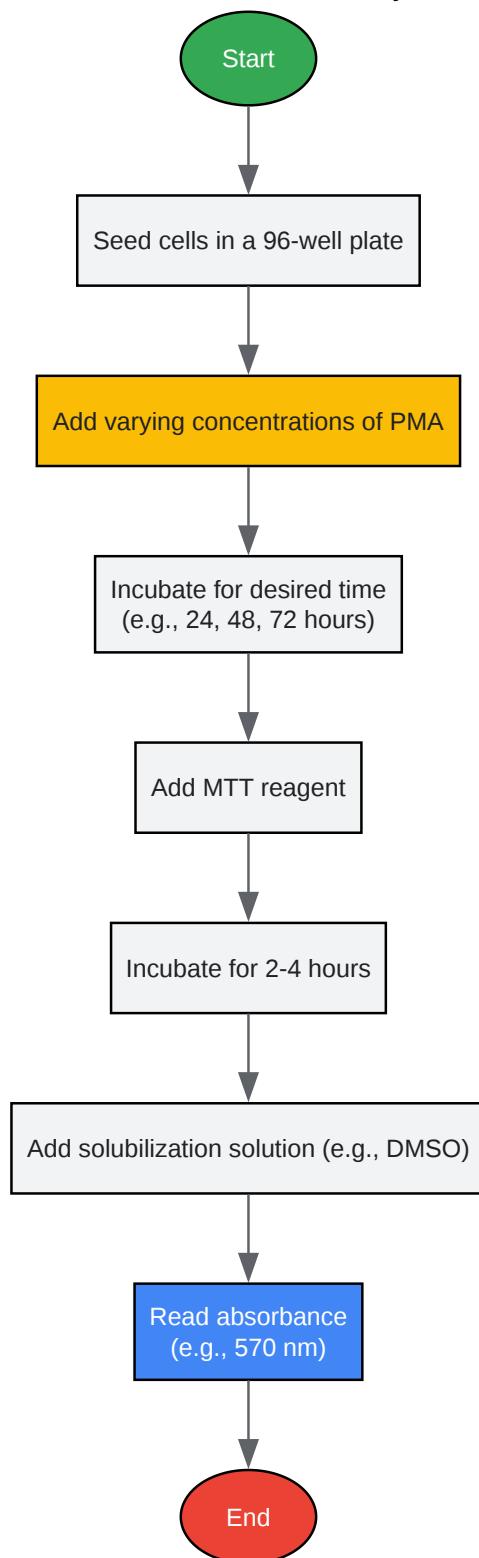 Start
Seed cells in a 96-well plate
Add varying concentrations of PMA
Incubate for desired time
(e.g., 24, 48, 72 hours)
Add MTT reagent
Incubate for 2-4 hours
Add solubilization solution (e.g., DMSO)
Read absorbance
(e.g., 570 nm)
End